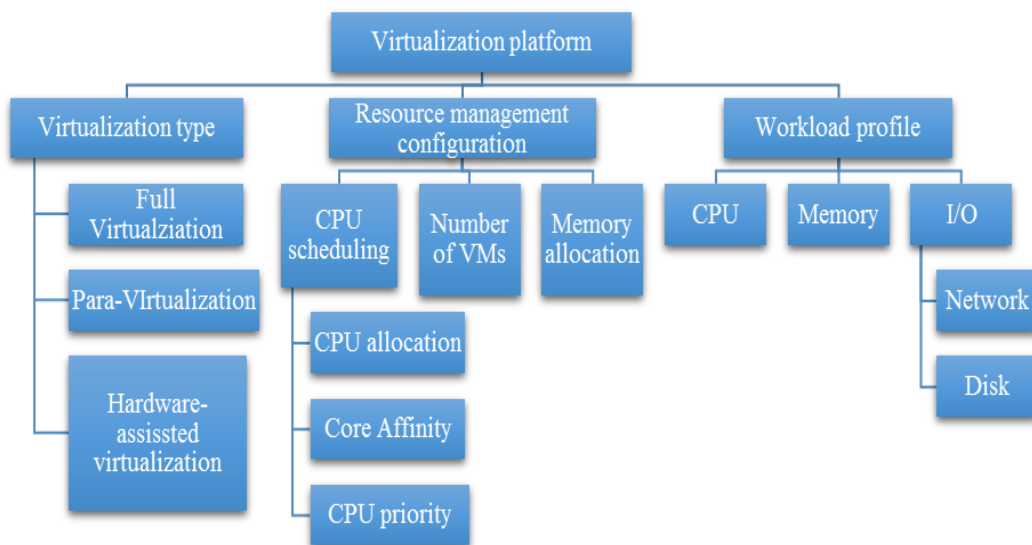 Virtualization platform
Virtualization type
Resource management
configuration
Workload profile
Full
Virtualziation
Para-VIrtualization
Hardware-
assissted
virtualization
CPU
scheduling
Number
of VMs
Memory
allocation
CPU allocation
Core Affinity
CPU priority
CPU
Memory
I/O
Network
Disk